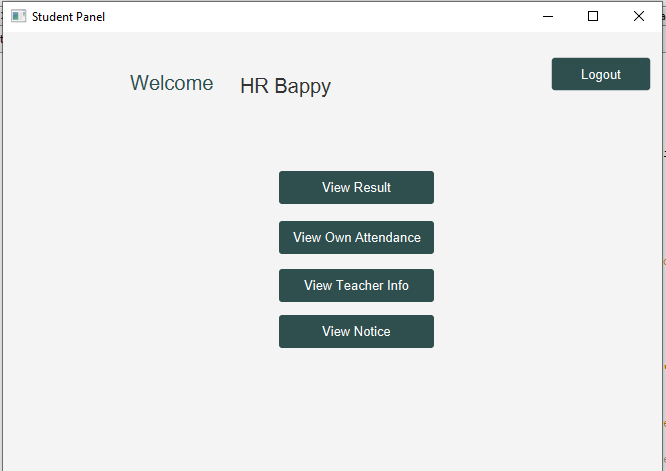 Student Panel
Logout
Welcome HR Bappy
View Result
View Own Attendance
View Teacher Info
View Notice